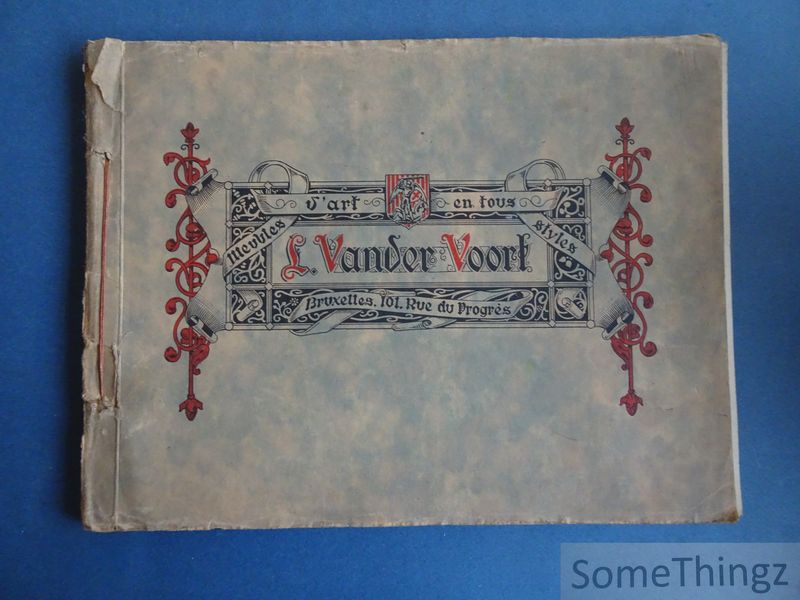 Meubles d'art en tous styles
L. Vander Voort
Bruxelles. 101. Rue du Progrès
SomeThingz